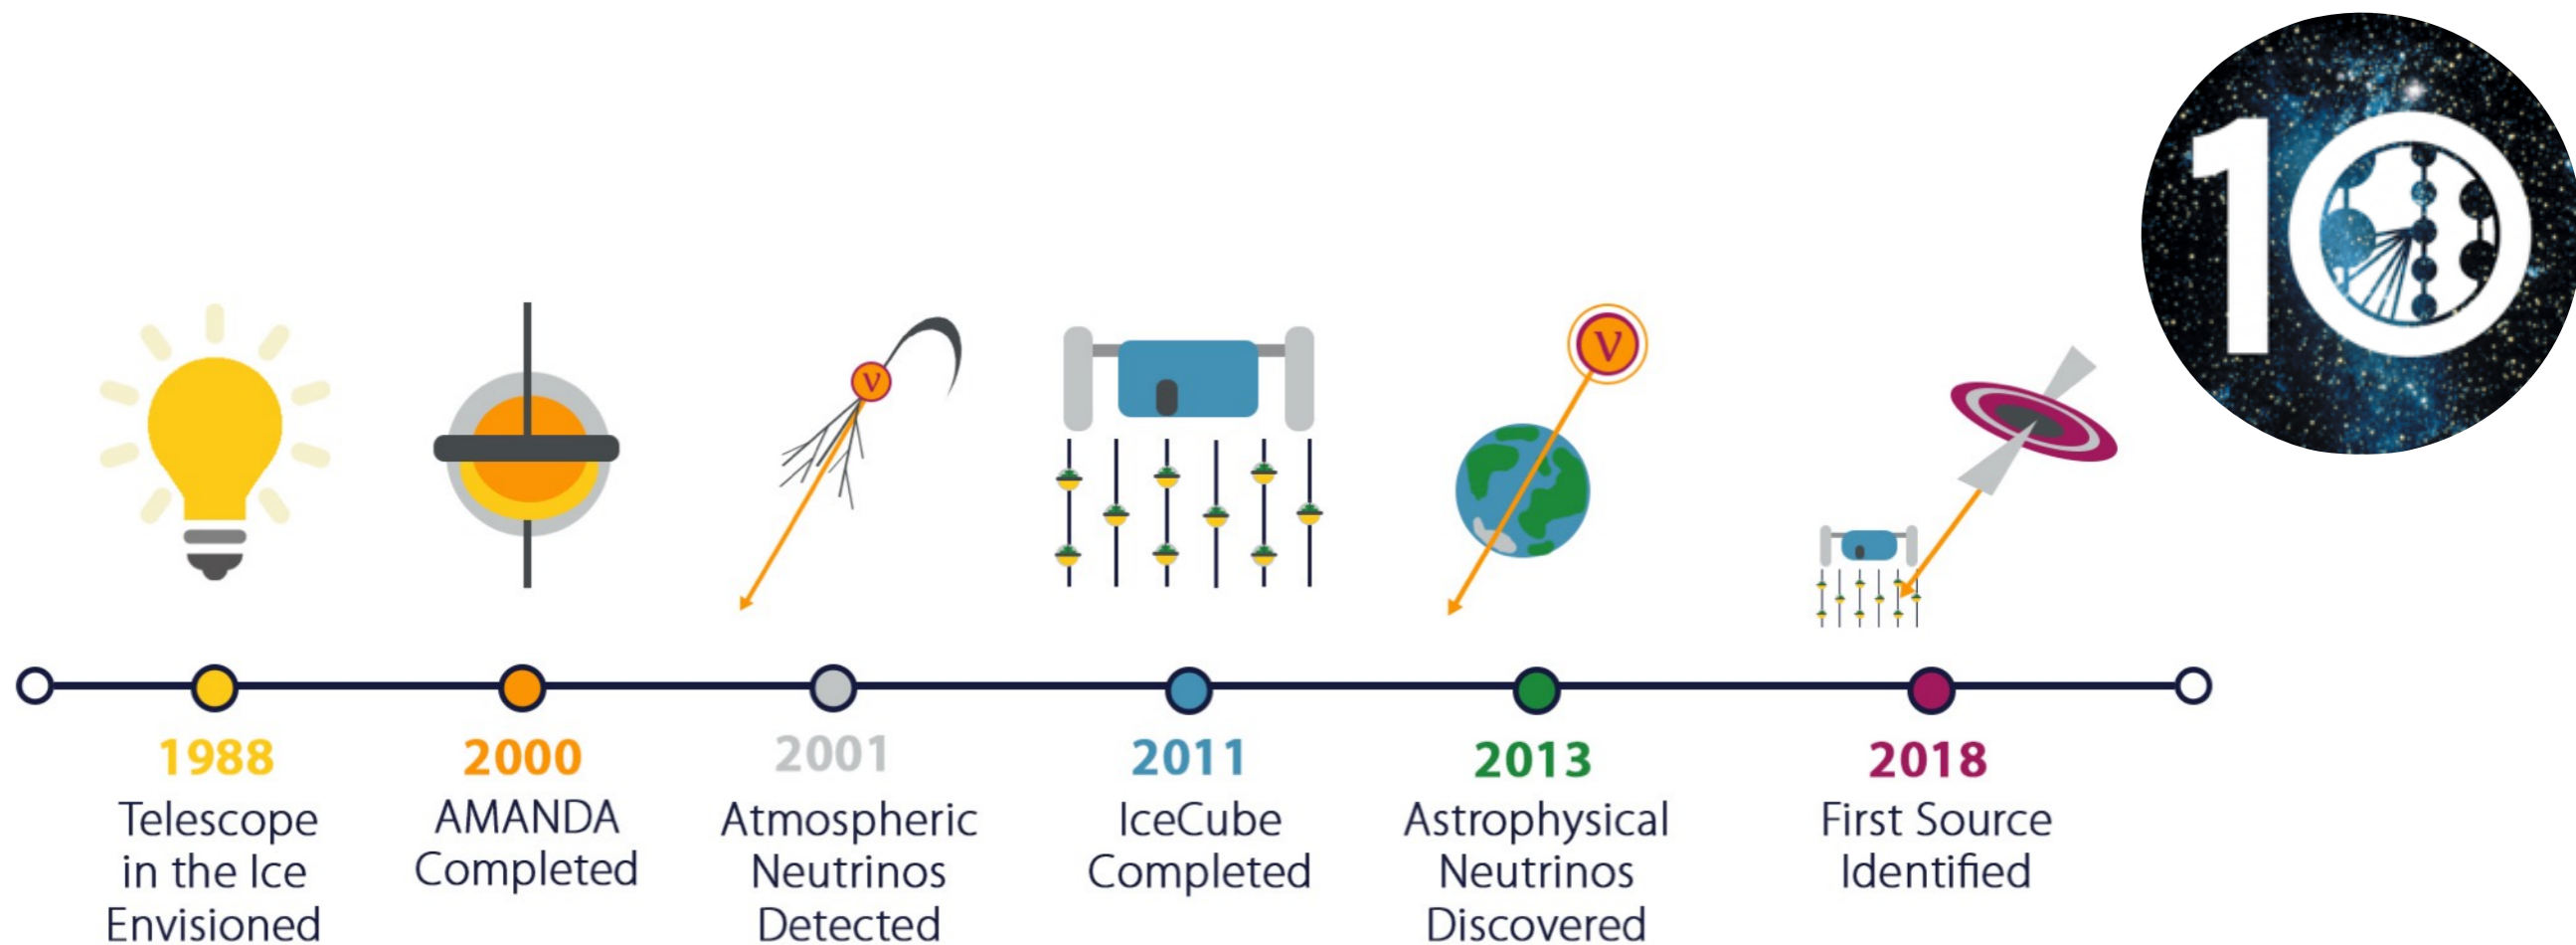 10
ν
ν
1988
Telescope
in the Ice
Envisioned
2000
AMANDA
Completed
2001
Atmospheric
Neutrinos
Detected
2011
IceCube
Completed
2013
Astrophysical
Neutrinos
Discovered
2018
First Source
Identified